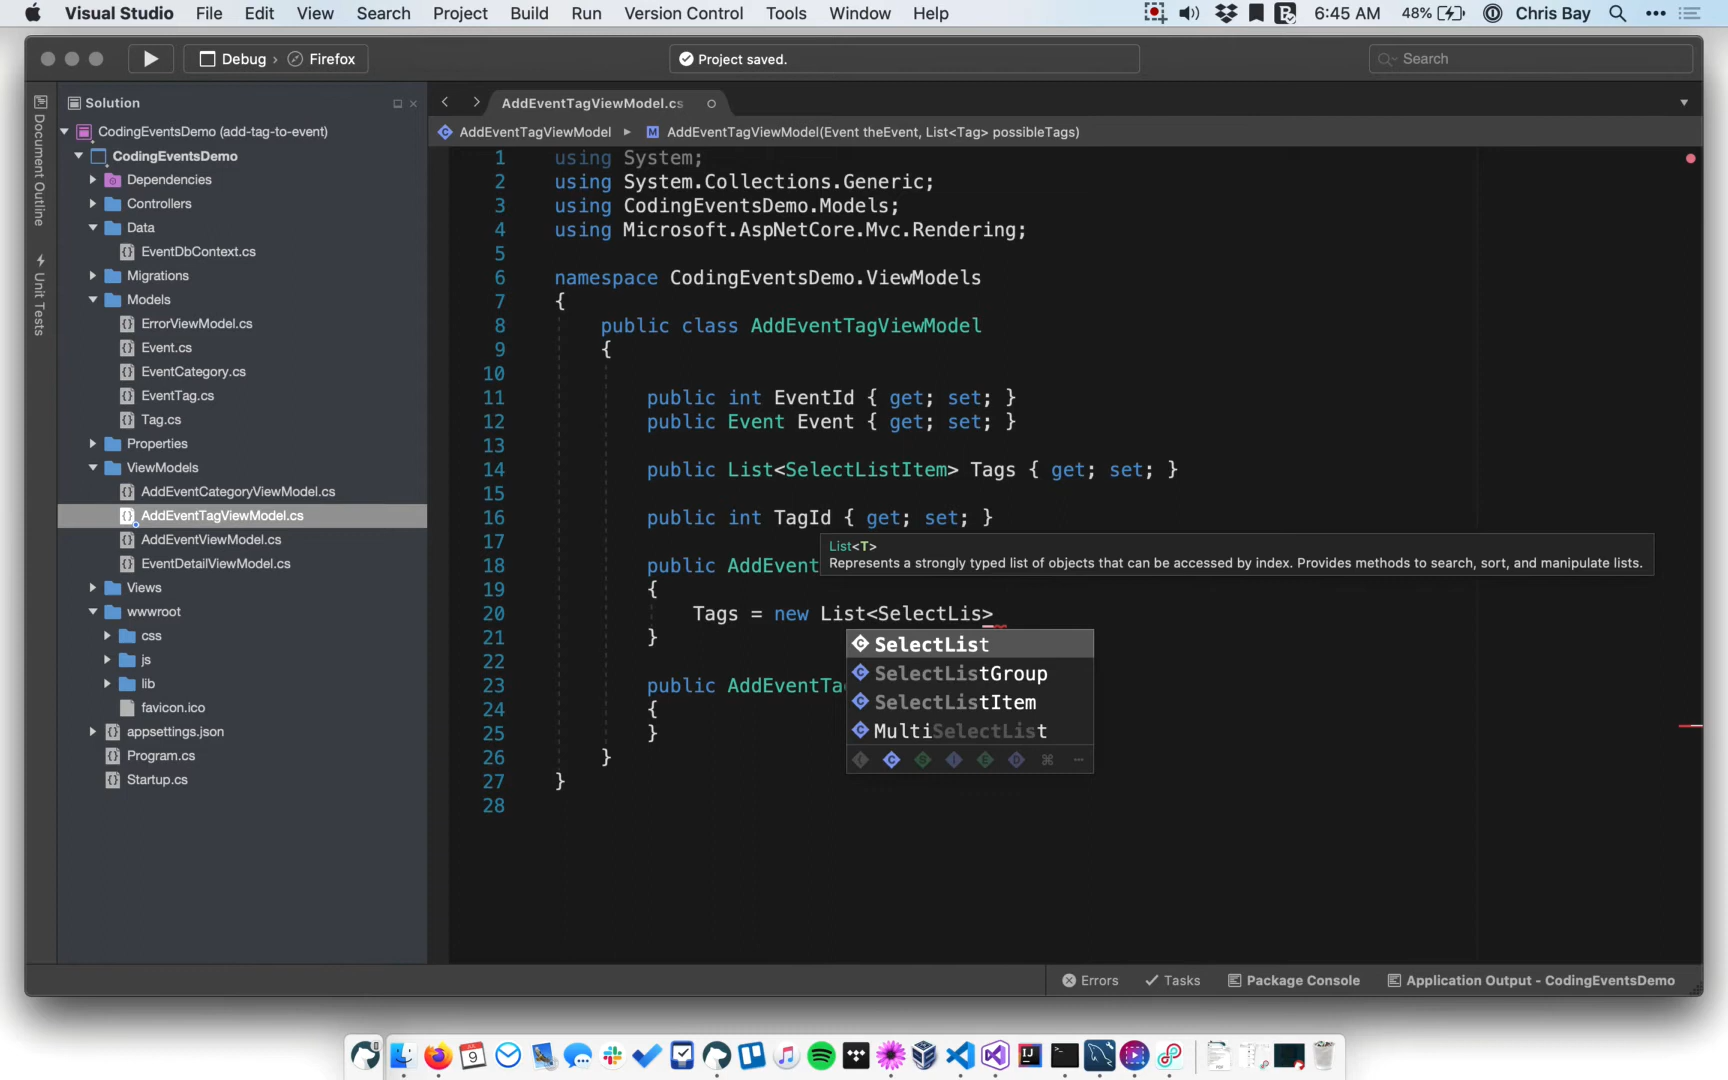 Visual Studio File Edit View Search Project Build Run Version Control Tools Window Help 6:45 AM 48% Chris Bay
Debug › Firefox
Project saved.
Search
Document Outline
Unit Tests
Solution
CodingEventsDemo (add-tag-to-event)
CodingEventsDemo
Dependencies
Controllers
Data
EventDbContext.cs
Migrations
Models
ErrorViewModel.cs
Event.cs
EventCategory.cs
EventTag.cs
Tag.cs
Properties
ViewModels
AddEventCategoryViewModel.cs
AddEventTagViewModel.cs
AddEventViewModel.cs
EventDetailViewModel.cs
Views
wwwroot
css
js
lib
favicon.ico
appsettings.json
Program.cs
Startup.cs
AddEventTagViewModel.cs
AddEventTagViewModel AddEventTagViewModel(Event theEvent, List<Tag> possibleTags)
1 using System;
2 using System.Collections.Generic;
3 using CodingEventsDemo.Models;
4 using Microsoft.AspNetCore.Mvc.Rendering;
5
6 namespace CodingEventsDemo.ViewModels
7 {
8 public class AddEventTagViewModel
9 {
10
11 public int EventId { get; set; }
12 public Event Event { get; set; }
13
14 public List<SelectListItem> Tags { get; set; }
15
16 public int TagId { get; set; }
17
18 public AddEvent
19 {
20 Tags = new List<SelectLis>
21 }
22
23 public AddEventTa
24 {
25 }
26 }
27 }
28
List<T>
Represents a strongly typed list of objects that can be accessed by index. Provides methods to search, sort, and manipulate lists.
SelectList
SelectListGroup
SelectListItem
MultiSelectList
Errors Tasks Package Console Application Output - CodingEventsDemo